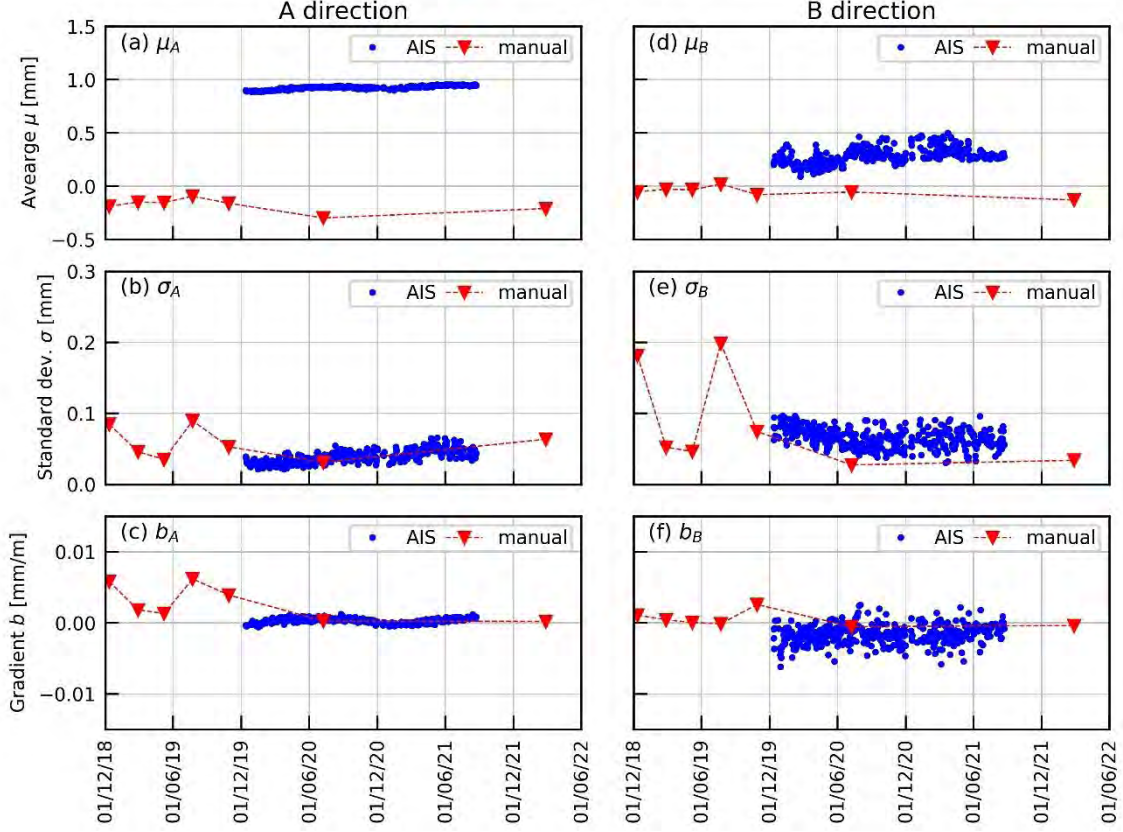 A direction
B direction
(a) μA
AIS manual
(d) μB
AIS manual
1.5
1.0
0.5
0.0
−0.5
Avearge μ [mm]
(b) σA
AIS manual
(e) σB
AIS manual
0.3
0.2
0.1
0.0
Standard dev. σ [mm]
(c) bA
AIS manual
(f) bB
AIS manual
0.01
0.00
−0.01
Gradient b [mm/m]
01/12/18
01/06/19
01/12/19
01/06/20
01/12/20
01/06/21
01/12/21
01/06/22
01/12/18
01/06/19
01/12/19
01/06/20
01/12/20
01/06/21
01/12/21
01/06/22